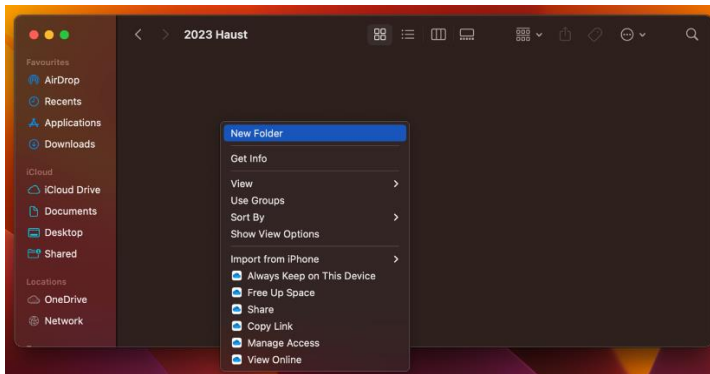 2023 Haust
Favourites
AirDrop
Recents
Applications
Downloads
iCloud
iCloud Drive
Documents
Desktop
Shared
Locations
OneDrive
Network
New Folder
Get Info
View
Use Groups
Sort By
Show View Options
Import from iPhone
Always Keep on This Device
Free Up Space
Share
Copy Link
Manage Access
View Online